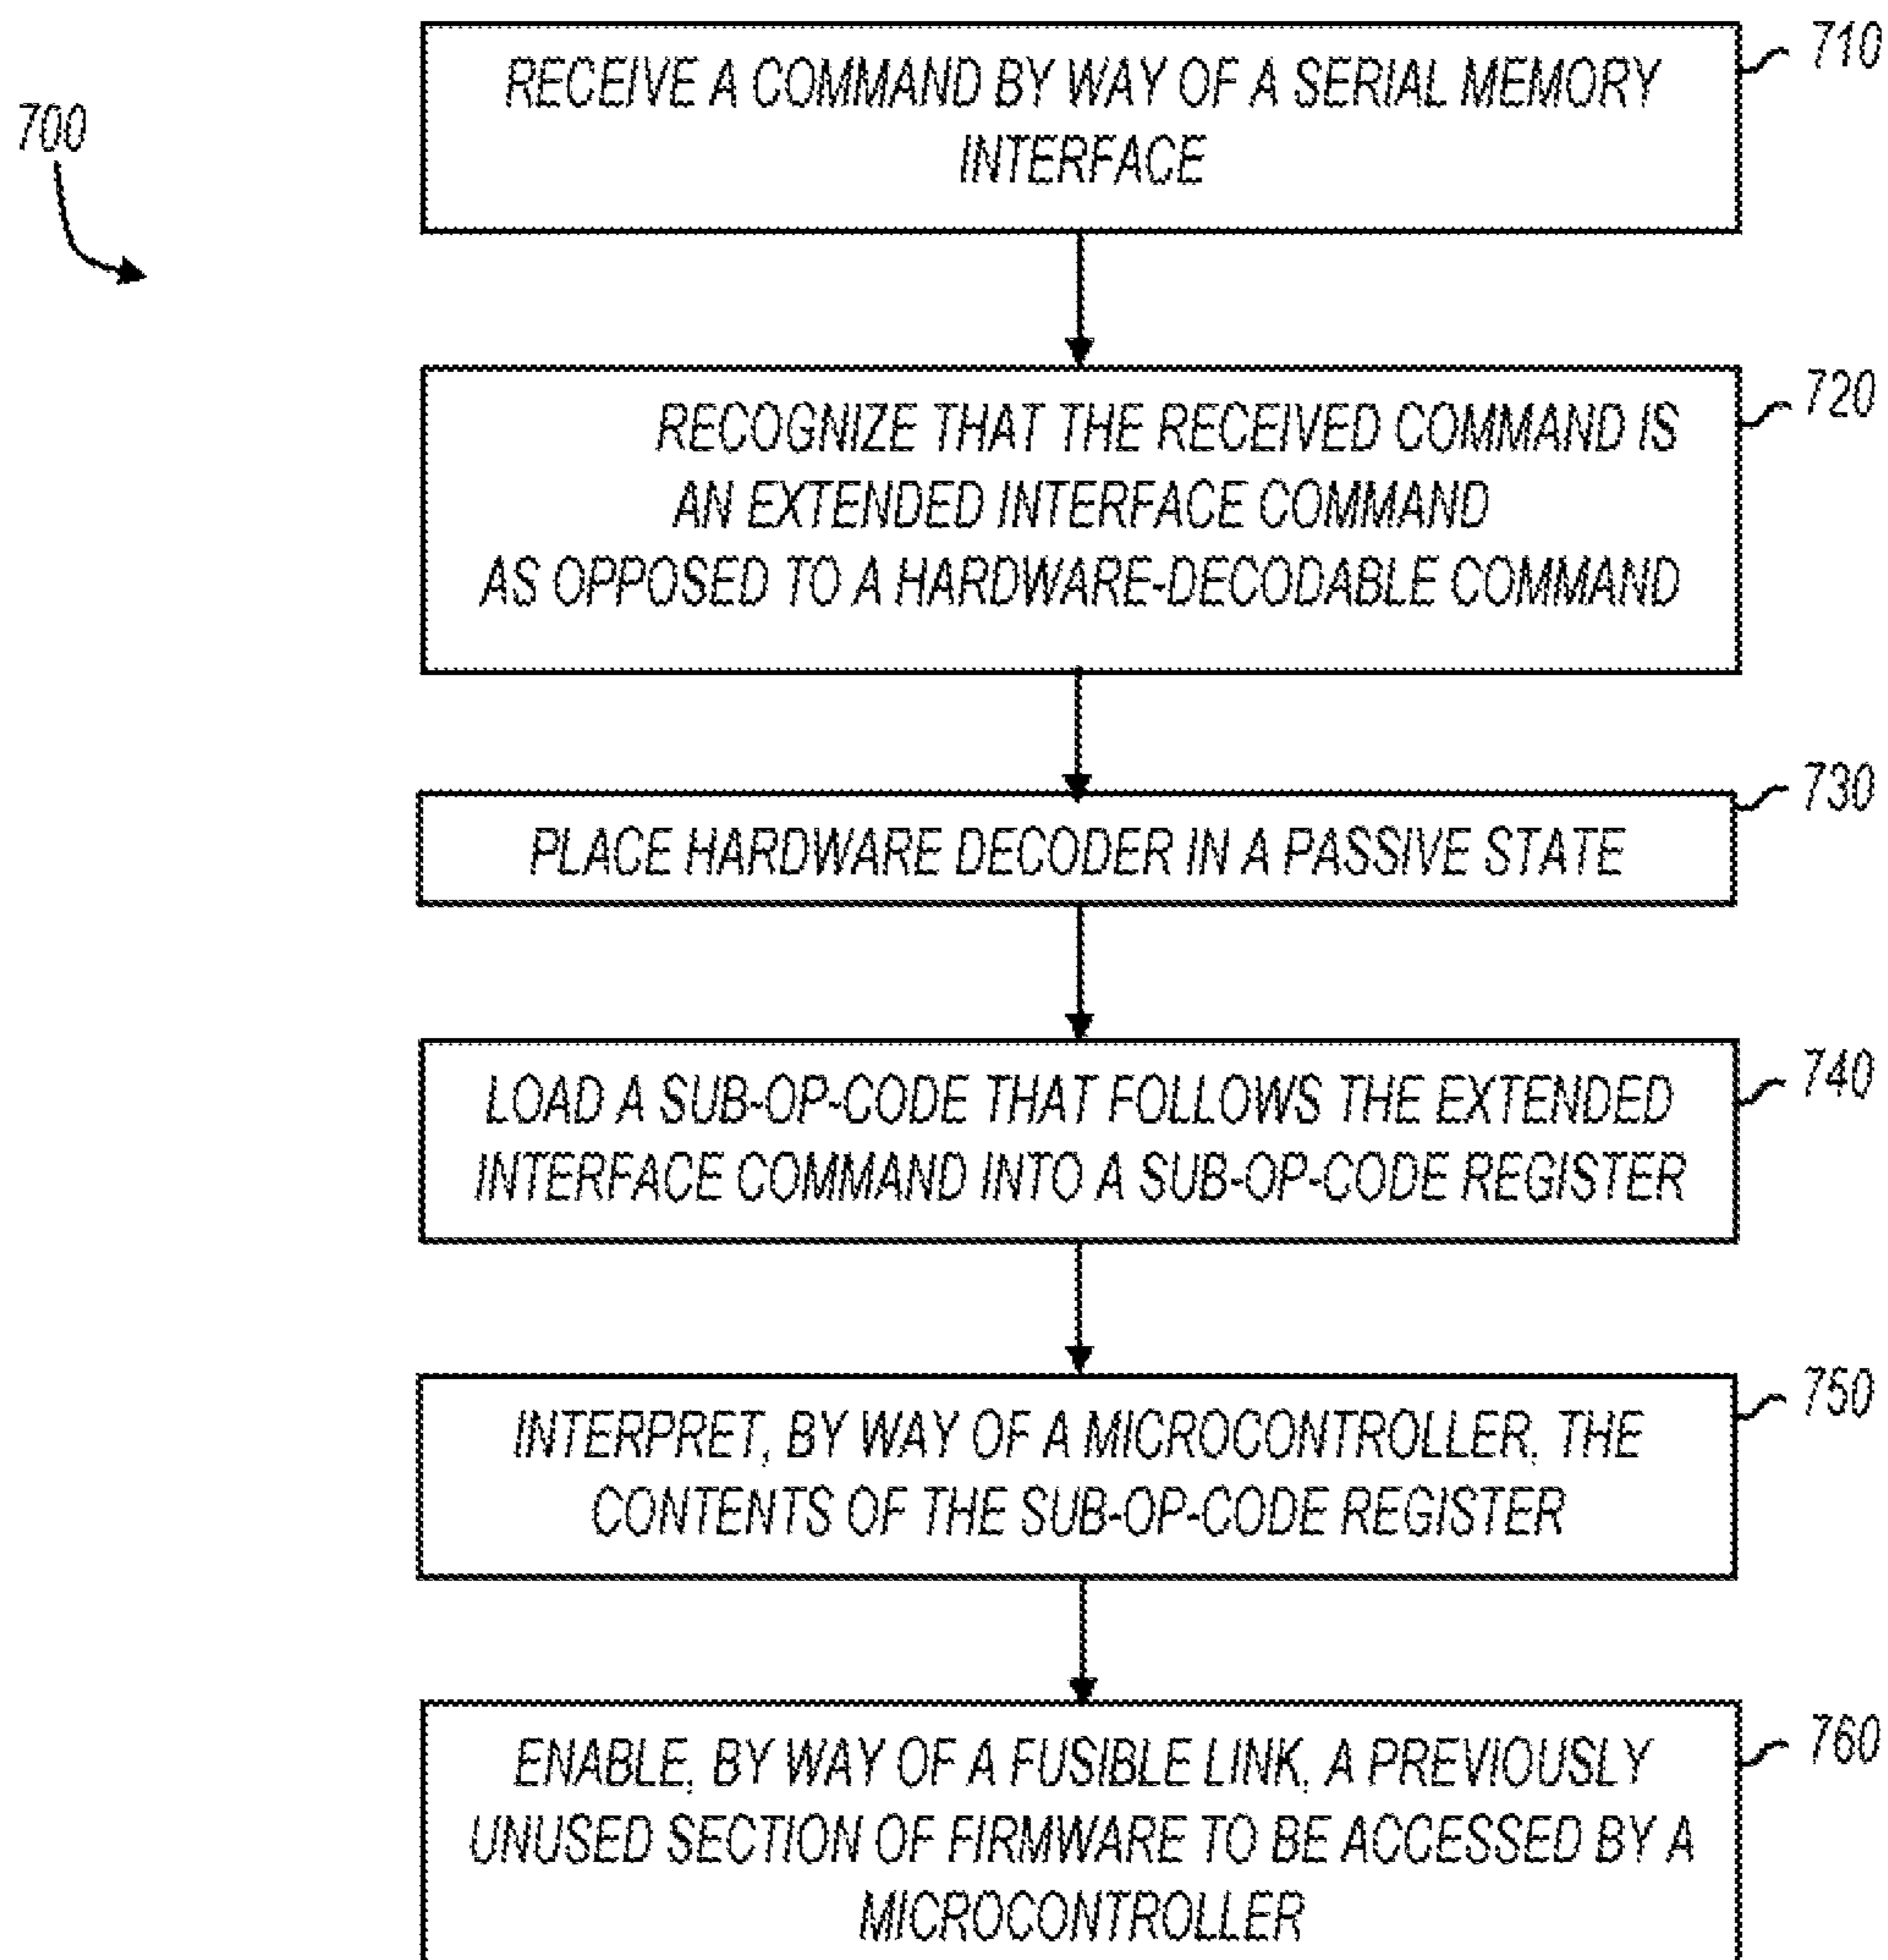 700
RECEIVE A COMMAND BY WAY OF A SERIAL MEMORY
INTERFACE
710
RECOGNIZE THAT THE RECEIVED COMMAND IS
AN EXTENDED INTERFACE COMMAND
AS OPPOSED TO A HARDWARE-DECODABLE COMMAND
720
PLACE HARDWARE DECODER IN A PASSIVE STATE
730
LOAD A SUB-OP-CODE THAT FOLLOWS THE EXTENDED
INTERFACE COMMAND INTO A SUB-OP-CODE REGISTER
740
INTERPRET, BY WAY OF A MICROCONTROLLER, THE
CONTENTS OF THE SUB-OP-CODE REGISTER
750
ENABLE, BY WAY OF A FUSIBLE LINK, A PREVIOUSLY
UNUSED SECTION OF FIRMWARE TO BE ACCESSED BY A
MICROCONTROLLER
760